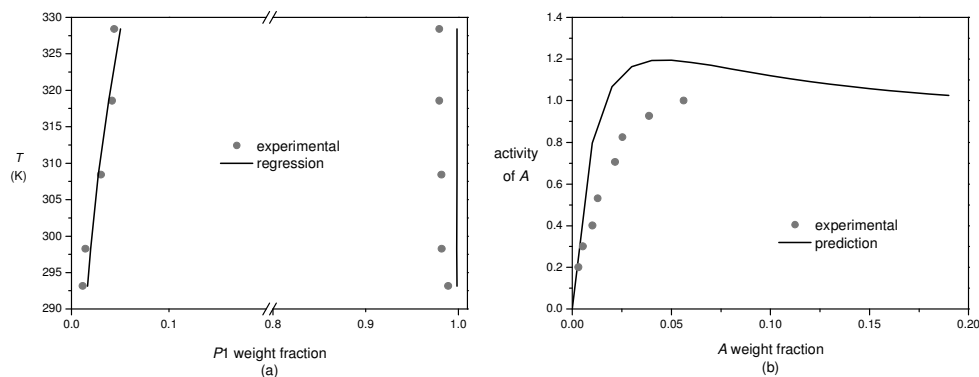 330
325
320
315
310
305
300
295
290
T
(K)
experimental
regression
0.0
0.1
0.8
0.9
1.0
P1 weight fraction
(a)
1.4
1.2
1.0
0.8
0.6
0.4
0.2
0.0
activity
of A
experimental
prediction
0.00
0.05
0.10
0.15
0.20
A weight fraction
(b)